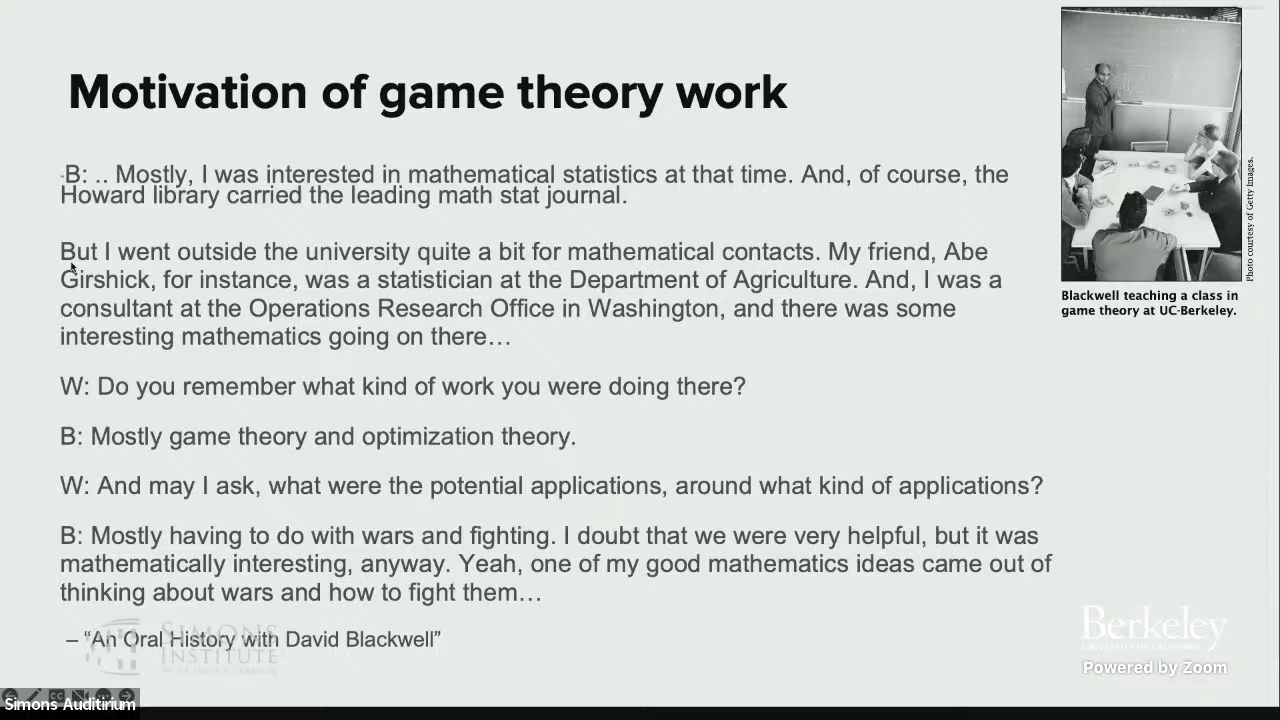 Motivation of game theory work
B: .. Mostly, I was interested in mathematical statistics at that time. And, of course, the
Howard library carried the leading math stat journal.
But I went outside the university quite a bit for mathematical contacts. My friend, Abe
Girshick, for instance, was a statistician at the Department of Agriculture. And, I was a
consultant at the Operations Research Office in Washington, and there was some
interesting mathematics going on there…
W: Do you remember what kind of work you were doing there?
B: Mostly game theory and optimization theory.
W: And may I ask, what were the potential applications, around what kind of applications?
B: Mostly having to do with wars and fighting. I doubt that we were very helpful, but it was
mathematically interesting, anyway. Yeah, one of my good mathematics ideas came out of
thinking about wars and how to fight them…
– “An Oral History with David Blackwell”
Photo courtesy of Getty Images.
Blackwell teaching a class in
game theory at UC-Berkeley.
SIMONS
INSTITUTE
Berkeley
UNIVERSITY OF CALIFORNIA
Powered by Zoom
Simons Auditirium